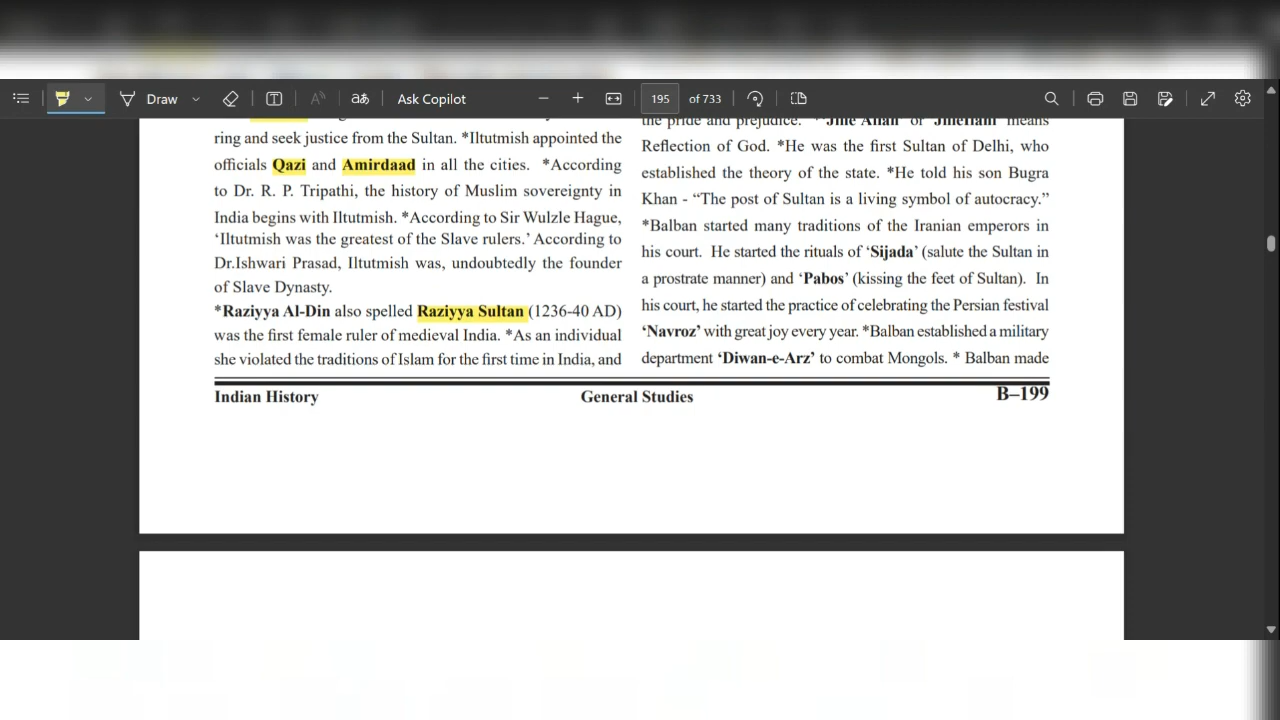 Draw
Ask Copilot
195 of 733
ring and seek justice from the Sultan. *Iltutmish appointed the
officials Qazi and Amirdaad in all the cities. *According
to Dr. R. P. Tripathi, the history of Muslim sovereignty in
India begins with Iltutmish. *According to Sir Wulzle Hague,
‘Iltutmish was the greatest of the Slave rulers.’ According to
Dr.Ishwari Prasad, Iltutmish was, undoubtedly the founder
of Slave Dynasty.
*Raziyya Al-Din also spelled Raziyya Sultan (1236-40 AD)
was the first female ruler of medieval India. *As an individual
she violated the traditions of Islam for the first time in India, and
the pride and prejudice. *‘Jille Allah’ or ‘Jillellahi’ means
Reflection of God. *He was the first Sultan of Delhi, who
established the theory of the state. *He told his son Bugra
Khan - “The post of Sultan is a living symbol of autocracy.”
*Balban started many traditions of the Iranian emperors in
his court. He started the rituals of ‘Sijada’ (salute the Sultan in
a prostrate manner) and ‘Pabos’ (kissing the feet of Sultan). In
his court, he started the practice of celebrating the Persian festival
‘Navroz’ with great joy every year. *Balban established a military
department ‘Diwan-e-Arz’ to combat Mongols. * Balban made
Indian History
General Studies
B–199